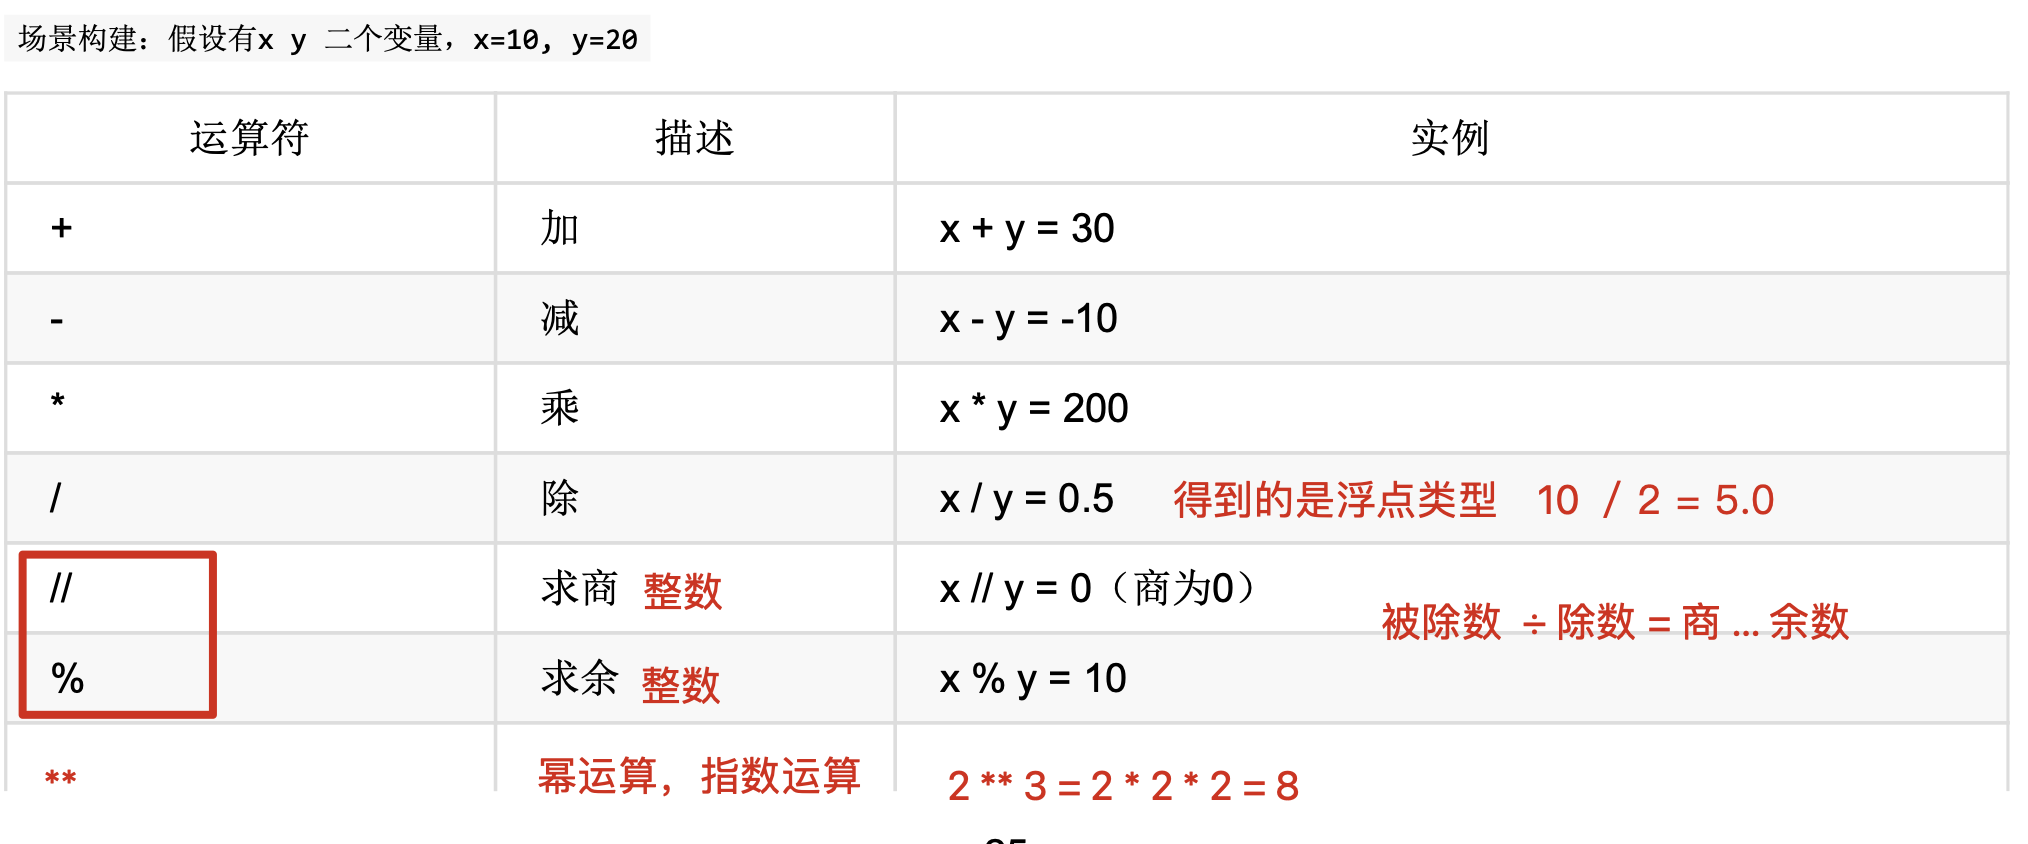 场景构建：假设有x y 二个变量，x=10, y=20
运算符 描述 实例
+ 加 x + y = 30
- 减 x - y = -10
* 乘 x * y = 200
/ 除 x / y = 0.5 得到的是浮点类型 10 / 2 = 5.0
// 求商 整数 x // y = 0（商为0）
被除数 ÷ 除数 = 商 ... 余数
% 求余 整数 x % y = 10
** 幂运算，指数运算 2 ** 3 = 2 * 2 * 2 = 8